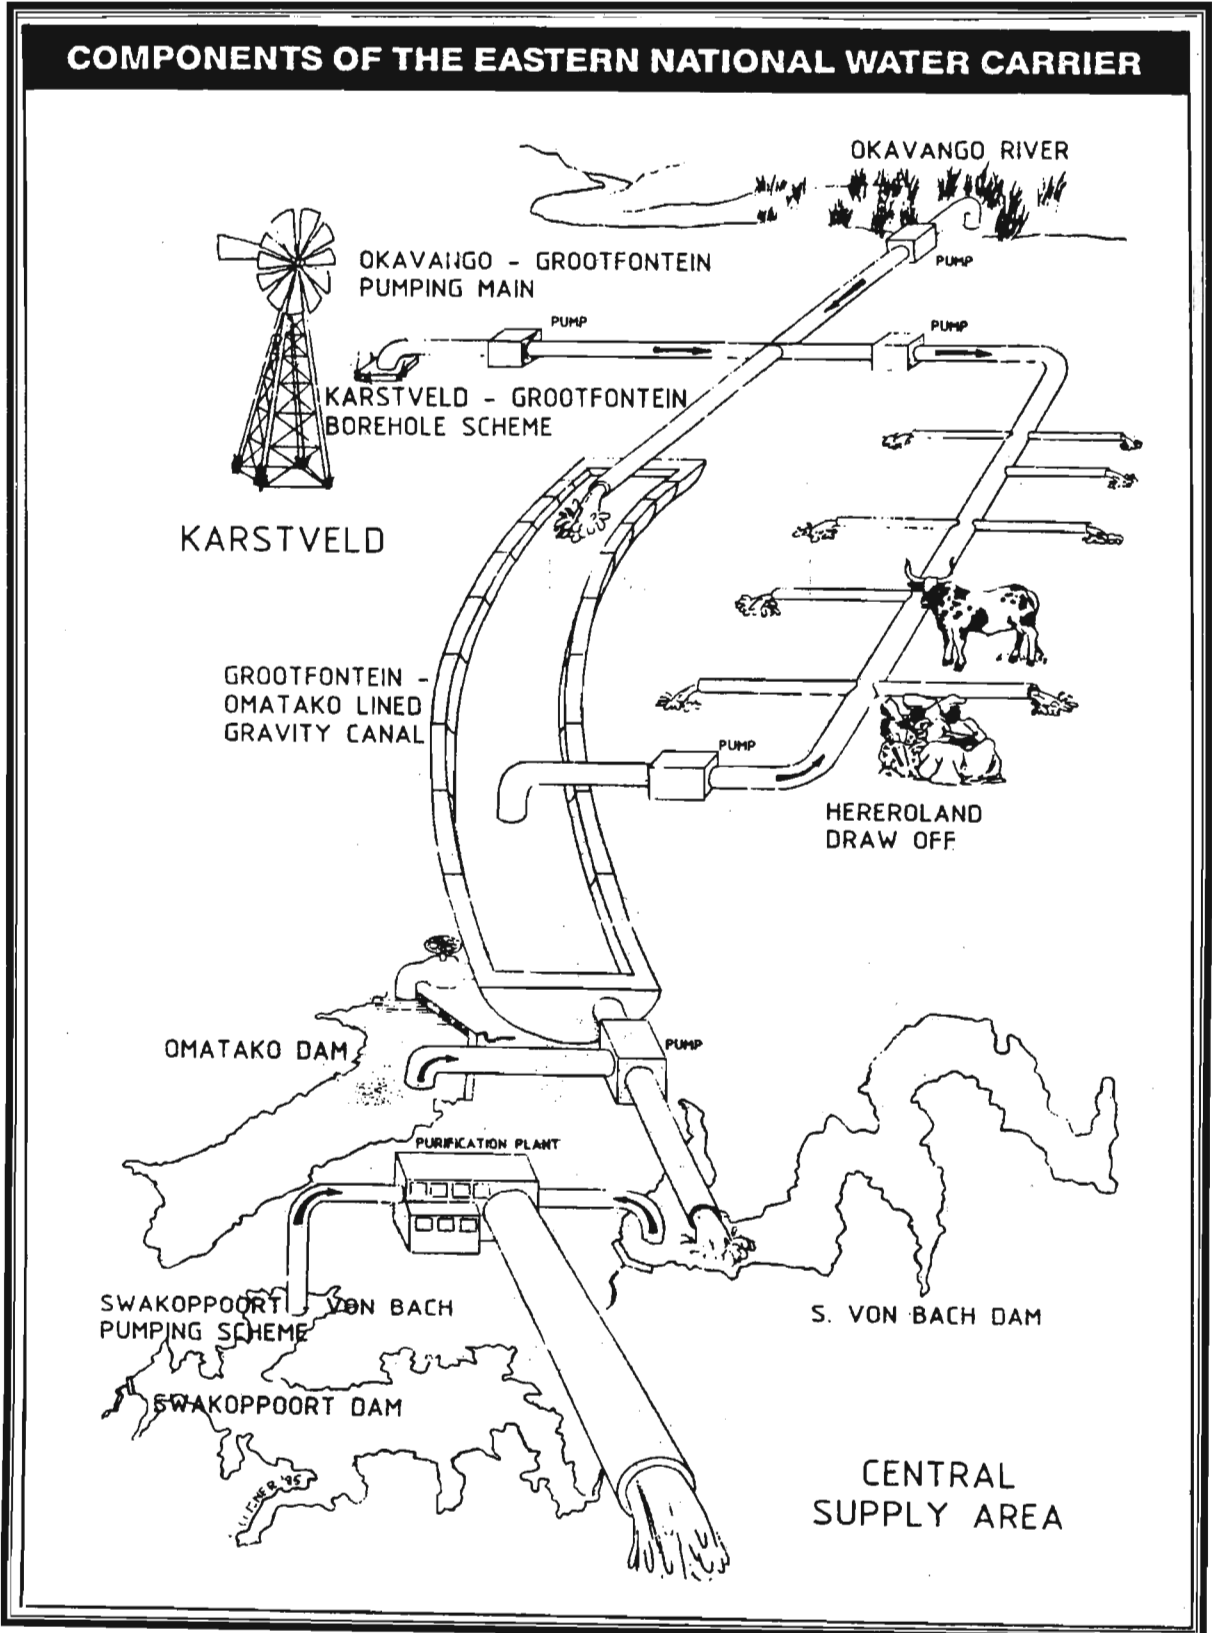 COMPONENTS OF THE EASTERN NATIONAL WATER CARRIER
OKAVANGO RIVER
PUMP
OKAVANGO - GROOTFONTEIN
PUMPING MAIN
PUMP
PUMP
KARSTVELD - GROOTFONTEIN
BOREHOLE SCHEME
KARSTVELD
GROOTFONTEIN -
OMATAKO LINED
GRAVITY CANAL
PUMP
HEREROLAND
DRAW OFF
OMATAKO DAM
PUMP
PURIFICATION PLANT
SWAKOPPOORT VON BACH
PUMPING SCHEME
S. VON BACH DAM
SWAKOPPOORT DAM
'95
CENTRAL
SUPPLY AREA